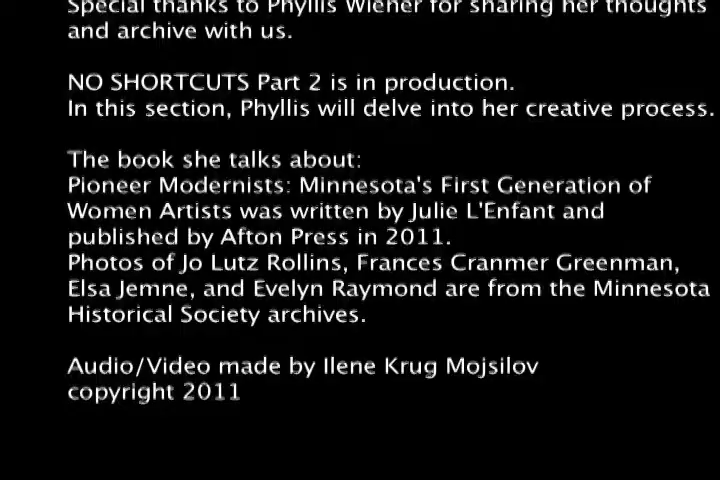 Special thanks to Phyllis Wiener for sharing her thoughts
and archive with us.
NO SHORTCUTS Part 2 is in production.
In this section, Phyllis will delve into her creative process.
The book she talks about:
Pioneer Modernists: Minnesota's First Generation of
Women Artists was written by Julie L'Enfant and
published by Afton Press in 2011.
Photos of Jo Lutz Rollins, Frances Cranmer Greenman,
Elsa Jemne, and Evelyn Raymond are from the Minnesota
Historical Society archives.
Audio/Video made by Ilene Krug Mojsilov
copyright 2011